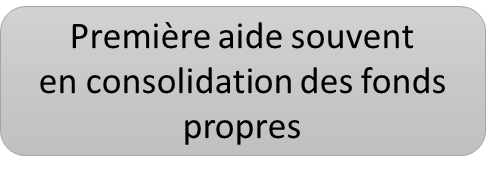 Première aide souvent
en consolidation des fonds
propres